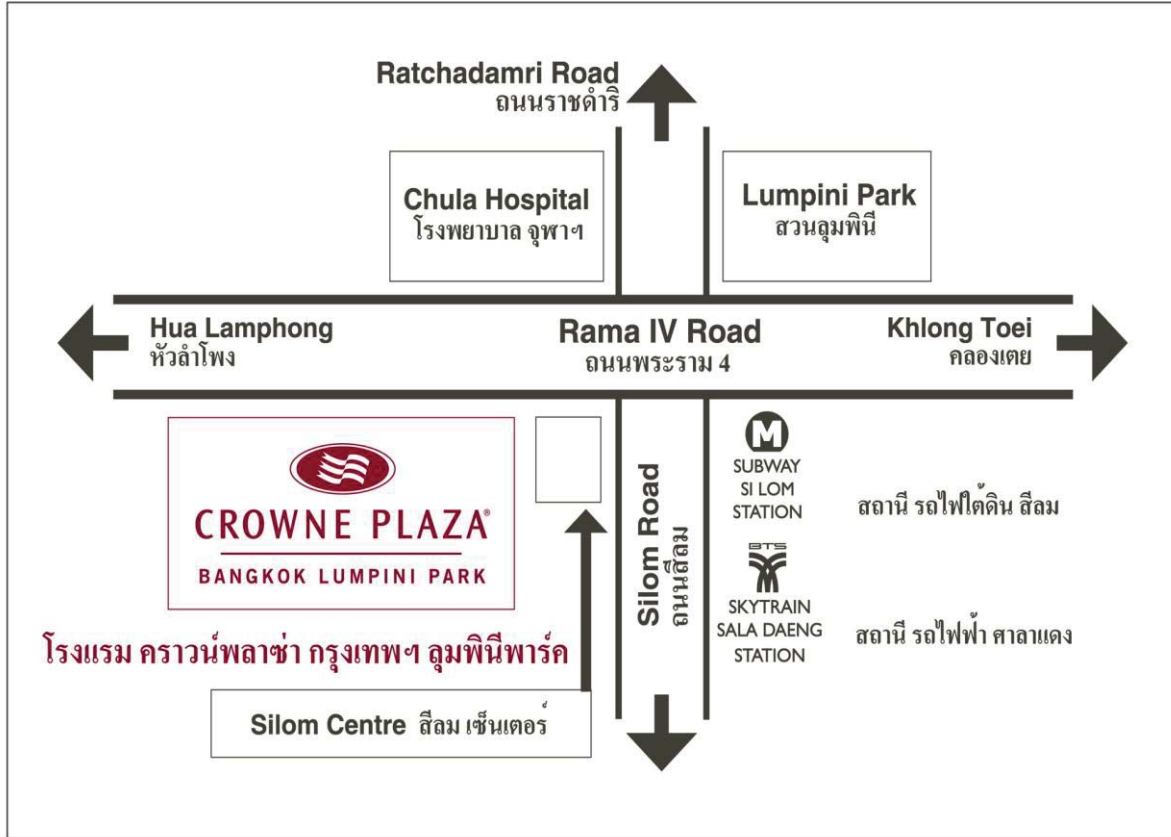 Ratchadamri Road
ถนนราชดำริ
Chula Hospital
โรงพยาบาล จุฬาฯ
Lumpini Park
สวนลุมพินี
Hua Lamphong
หัวลำโพง
Rama IV Road
ถนนพระราม 4
Khlong Toei
คลองเตย
CROWNE PLAZA®
BANGKOK LUMPINI PARK
โรงแรม คราวน์พลาซ่า กรุงเทพฯ ลุมพินีพาร์ค
Silom Centre สีลม เซ็นเตอร์
Silom Road
ถนนสีลม
M
SUBWAY
SI LOM
STATION
สถานี รถไฟใต้ดิน สีลม
BTS
SKYTRAIN
SALA DAENG
STATION
สถานี รถไฟฟ้า ศาลาแดง